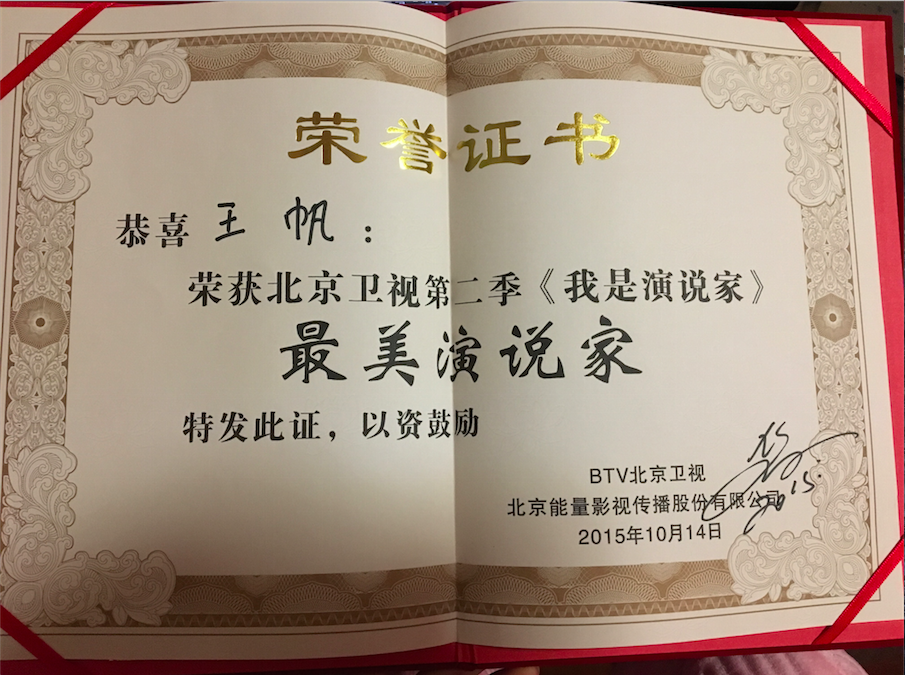 荣誉证书
恭喜 王 帆：
荣获北京卫视第二季《我是演说家》
最美演说家
特发此证，以资鼓励
BTV北京卫视
北京能量影视传播股份有限公司
2015年10月14日
2015.